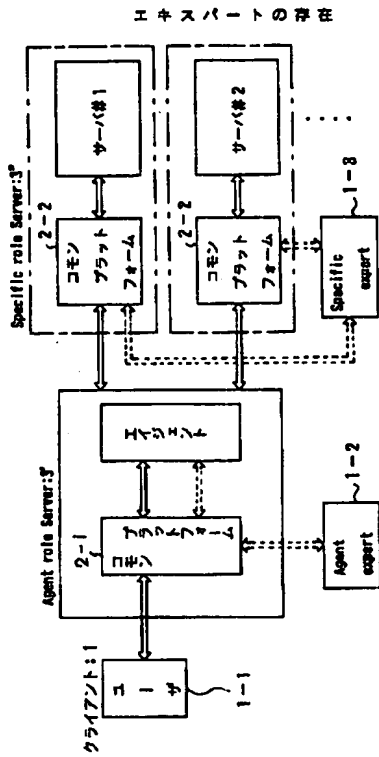 エキスパートの存在
クライアント:1
ユーザ
1-1
Agent role Server:3'
2-1
コモン
プラットフォーム
エージェント
Agent
expert
1-2
Specific role Server:3"
2-2
コモン
プラット
フォーム
サーバ#1
2-2
コモン
プラット
フォーム
サーバ#2
Specific
expert
1-3